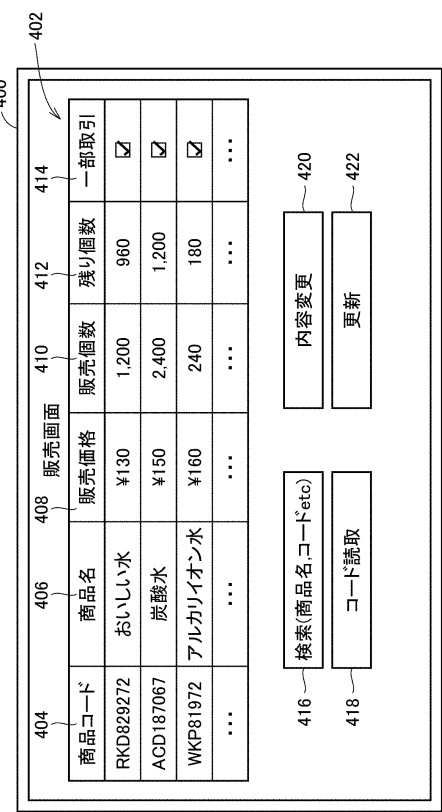 400
402
販売画面
404 406 408 410 412 414
商品コード 商品名 販売価格 販売個数 残り個数 一部取引
RKD829272 おいしい水 ¥130 1,200 960 ☑
ACD187067 炭酸水 ¥150 2,400 1,200 ☑
WKP81972 アルカリイオン水 ¥160 240 180 ☑
… … … … … …
416 検索(商品名,コードetc) 内容変更 420
418 コード読取 更新 422